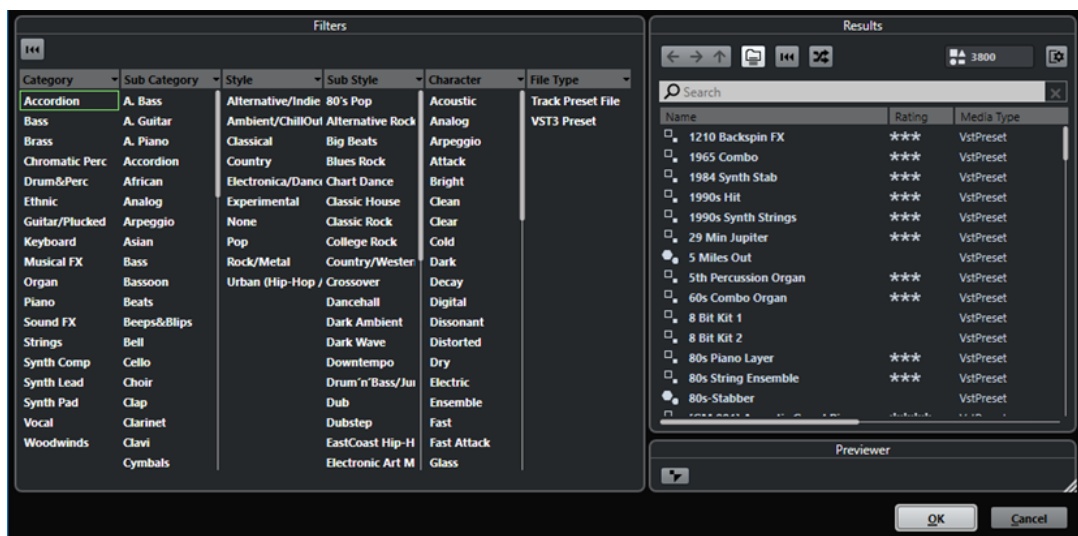 Filters
Category Sub Category Style Sub Style Character File Type
Accordion A. Bass Alternative/Indie 80's Pop Acoustic Track Preset File
Bass A. Guitar Ambient/ChillOut Alternative Rock Analog VST3 Preset
Brass A. Piano Classical Big Beats Arpeggio
Chromatic Perc Accordion Country Blues Rock Attack
Drum&Perc African Electronica/Danc Chart Dance Bright
Ethnic Analog Experimental Classic House Clean
Guitar/Plucked Arpeggio None Classic Rock Clear
Keyboard Asian Pop College Rock Cold
Musical FX Bass Rock/Metal Country/Wester Dark
Organ Bassoon Urban (Hip-Hop / Crossover Decay
Piano Beats Dancehall Digital
Sound FX Beeps&Blips Dark Ambient Dissonant
Strings Bell Dark Wave Distorted
Synth Comp Cello Downtempo Dry
Synth Lead Choir Drum´n´Bass/Jun Electric
Synth Pad Clap Dub Ensemble
Vocal Clarinet Dubstep Fast
Woodwinds Clavi EastCoast Hip-H Fast Attack
Cymbals Electronic Art M Glass
Results
3800
Search
Name Rating Media Type
1210 Backspin FX *** VstPreset
1965 Combo *** VstPreset
1984 Synth Stab *** VstPreset
1990s Hit *** VstPreset
1990s Synth Strings *** VstPreset
29 Min Jupiter *** VstPreset
5 Miles Out VstPreset
5th Percussion Organ *** VstPreset
60s Combo Organ *** VstPreset
8 Bit Kit 1 VstPreset
8 Bit Kit 2 VstPreset
80s Piano Layer *** VstPreset
80s String Ensemble *** VstPreset
80s-Stabber VstPreset
Previewer
OK Cancel